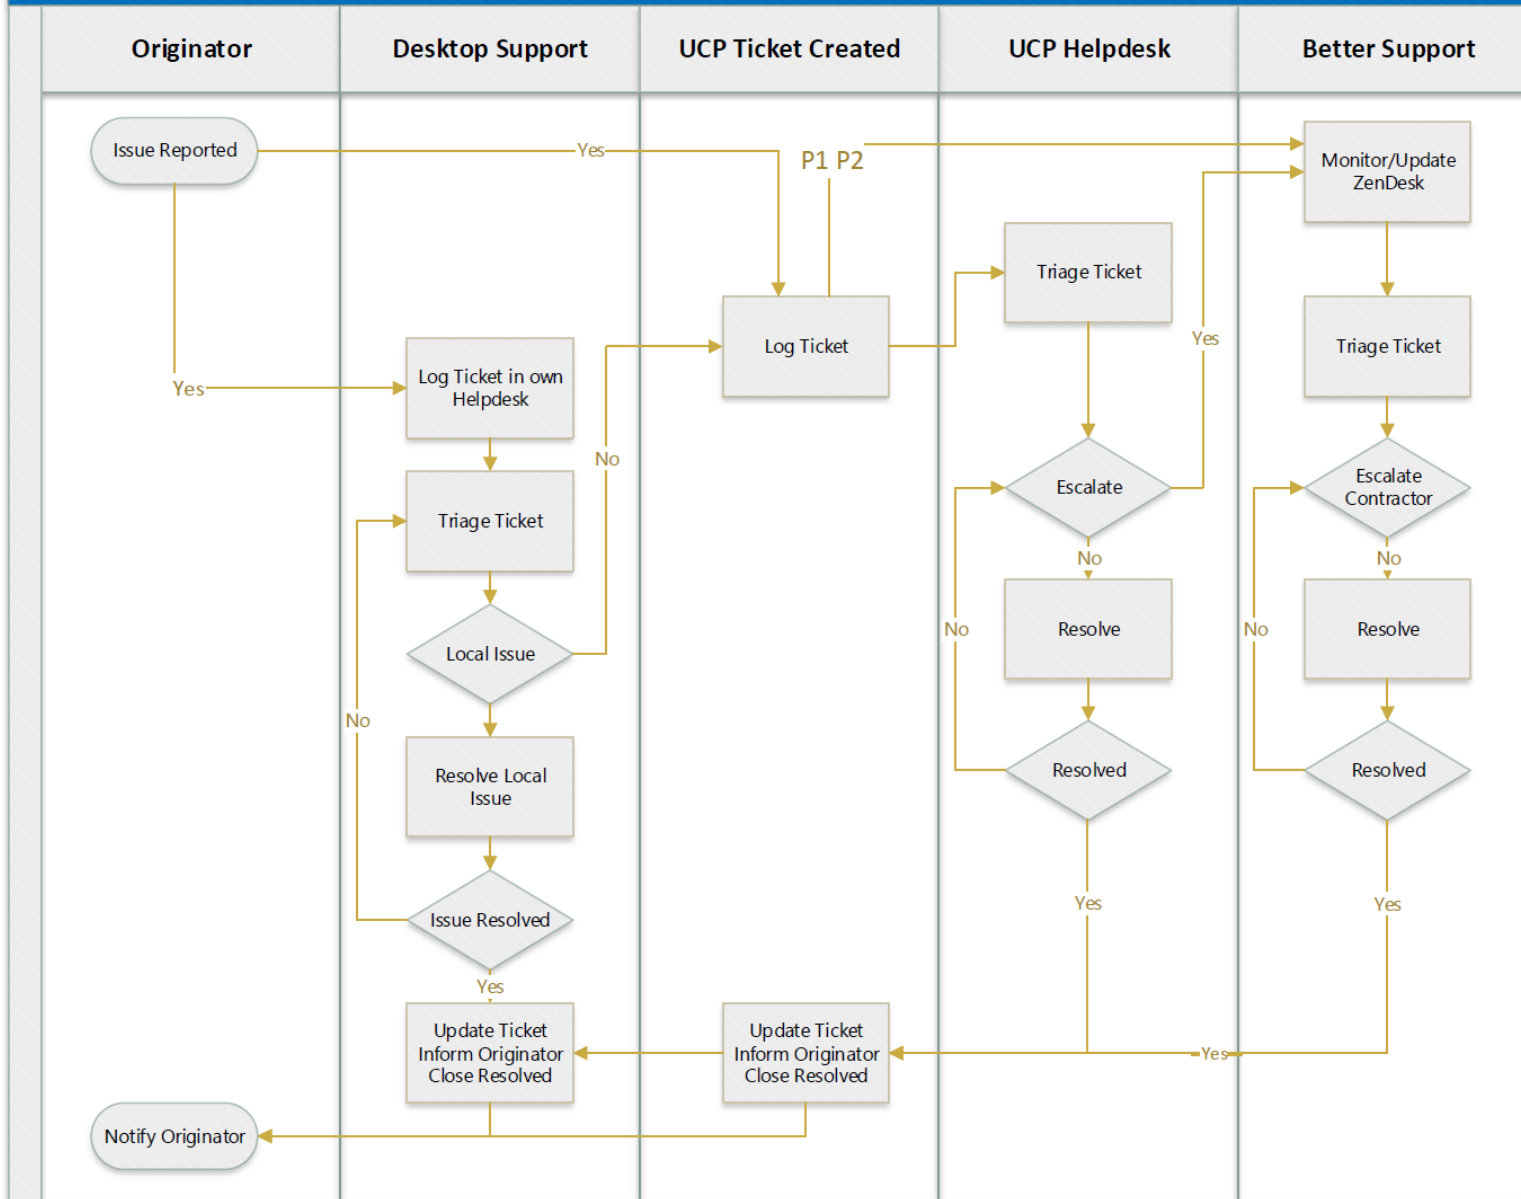 Originator
Desktop Support
UCP Ticket Created
UCP Helpdesk
Better Support
Issue Reported
Yes
P1 P2
Monitor/Update
ZenDesk
Triage Ticket
Log Ticket
Yes
Triage Ticket
Yes
Log Ticket in own
Helpdesk
No
Escalate
Escalate
Contractor
Triage Ticket
No
No
Local Issue
No
Resolve
No
Resolve
No
Resolve Local
Issue
Resolved
Resolved
Issue Resolved
Yes
Yes
Yes
Update Ticket
Inform Originator
Close Resolved
Update Ticket
Inform Originator
Close Resolved
Yes
Notify Originator